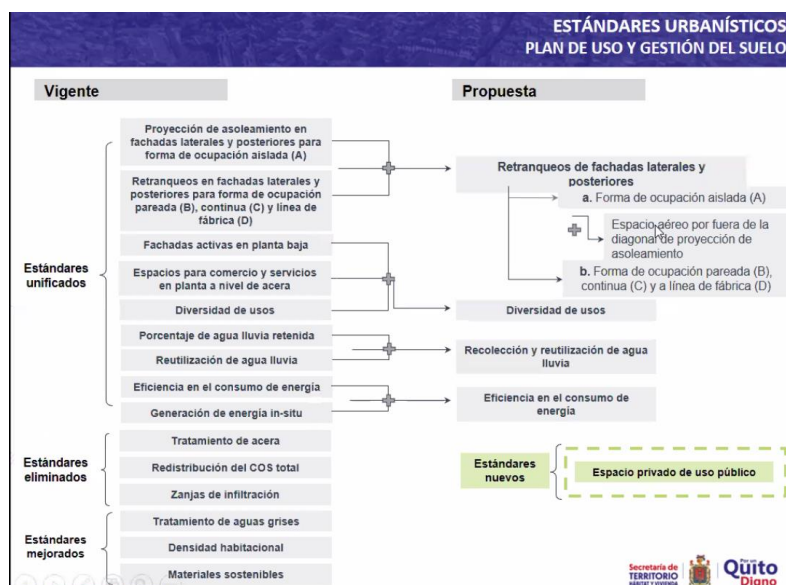 ESTÁNDARES URBANÍSTICOS
PLAN DE USO Y GESTIÓN DEL SUELO
Vigente
Propuesta
Estándares
unificados
Proyección de asoleamiento en
fachadas laterales y posteriores para
forma de ocupación aislada (A)
Retranqueos en fachadas laterales y
posteriores para forma de ocupación
pareada (B), continua (C) y línea de
fábrica (D)
Fachadas activas en planta baja
Espacios para comercio y servicios
en planta a nivel de acera
Diversidad de usos
Porcentaje de agua lluvia retenida
Reutilización de agua lluvia
Eficiencia en el consumo de energía
Generación de energía in-situ
Retranqueos de fachadas laterales y
posteriores
a. Forma de ocupación aislada (A)
Espacio aéreo por fuera de la
diagonal de proyección de
asoleamiento
b. Forma de ocupación pareada (B),
continua (C) y a línea de fábrica (D)
Diversidad de usos
Recolección y reutilización de agua
lluvia
Eficiencia en el consumo de
energía
Estándares
eliminados
Tratamiento de acera
Redistribución del COS total
Zanjas de infiltración
Estándares
nuevos
Espacio privado de uso público
Estándares
mejorados
Tratamiento de aguas grises
Densidad habitacional
Materiales sostenibles
Secretaría de
TERRITORIO
HÁBITAT Y VIVIENDA
Por un
Quito
Digno